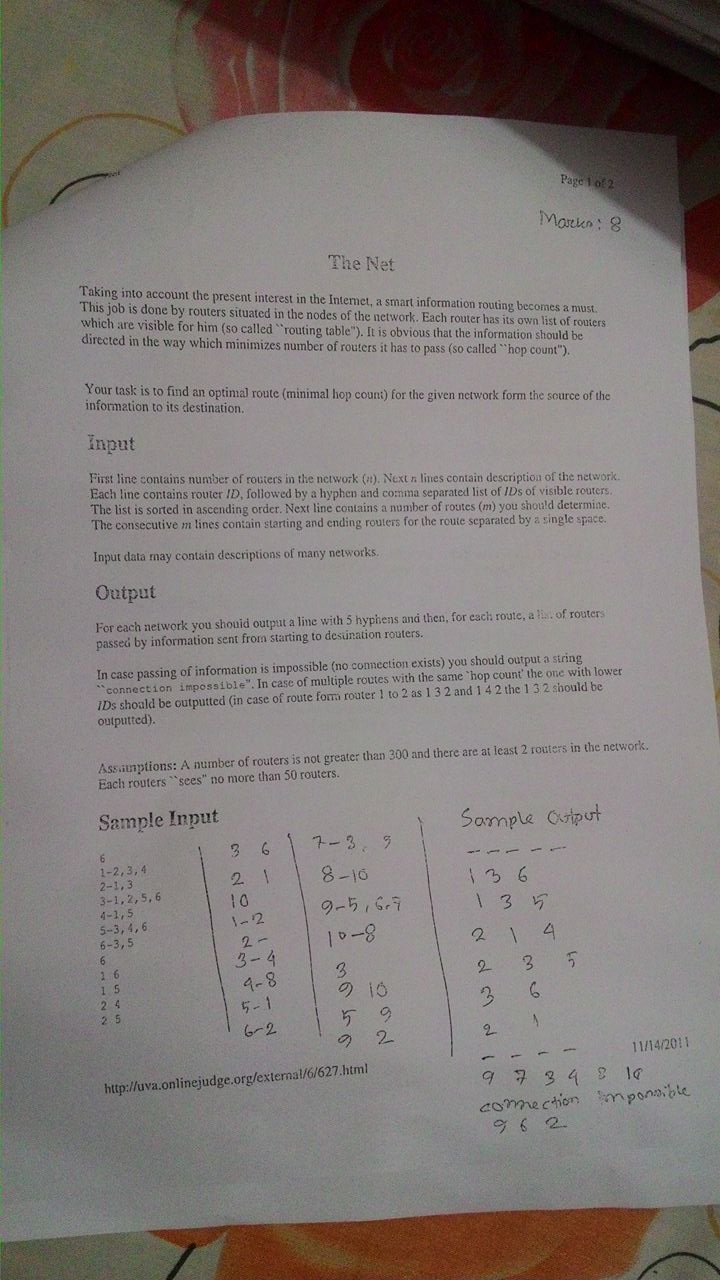 Page 1 of 2
Marks: 8
The Net
Taking into account the present interest in the Internet, a smart information routing becomes a must.
This job is done by routers situated in the nodes of the network. Each router has its own list of routers
which are visible for him (so called ``routing table"). It is obvious that the information should be
directed in the way which minimizes number of routers it has to pass (so called ``hop count").
Your task is to find an optimal route (minimal hop count) for the given network form the source of the
information to its destination.
Input
First line contains number of routers in the network (n). Next n lines contain description of the network.
Each line contains router ID, followed by a hyphen and comma separated list of IDs of visible routers.
The list is sorted in ascending order. Next line contains a number of routes (m) you should determine.
The consecutive m lines contain starting and ending routers for the route separated by a single space.
Input data may contain descriptions of many networks.
Output
For each network you should output a line with 5 hyphens and then, for each route, a list of routers
passed by information sent from starting to destination routers.
In case passing of information is impossible (no connection exists) you should output a string
``connection impossible". In case of multiple routes with the same `hop count' the one with lower
IDs should be outputted (in case of route form router 1 to 2 as 1 3 2 and 1 4 2 the 1 3 2 should be
outputted).
Assumptions: A number of routers is not greater than 300 and there are at least 2 routers in the network.
Each routers ``sees" no more than 50 routers.
Sample Input
6
1-2,3,4
2-1,3
3-1,2,5,6
4-1,5
5-3,4,6
6-3,5
6
1 6
1 5
2 4
2 5
3 6
2 1
10
1-2
2-
3-4
4-8
5-1
6-2
7-3, 9
8-10
9-5,6,7
10-8
3
9 10
5 9
9 2
Sample Output
- - - - -
1 3 6
1 3 5
2 1 4
2 3 5
3 6
2 1
- - - -
9 7 3 4 8 10
connection impossible
9 6 2
11/14/2011
http://uva.onlinejudge.org/external/6/627.html